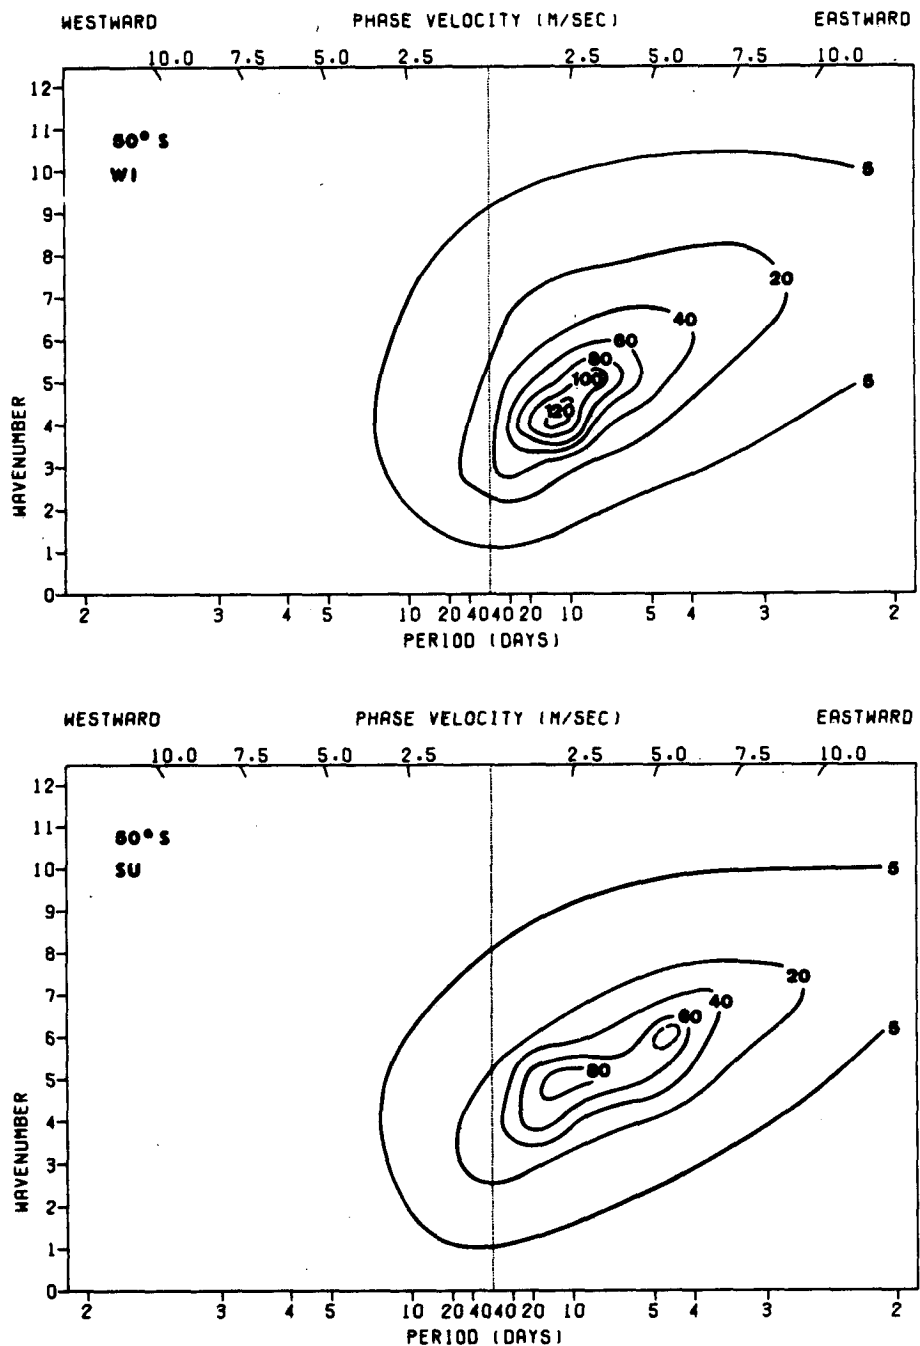 WESTWARD PHASE VELOCITY (M/SEC) EASTWARD
10.0 7.5 5.0 2.5 2.5 5.0 7.5 10.0
12
11
50° S
10
WI
5
9
8
20
7
40
6
60
80
5
100
5
120
4
3
2
1
0
WAVENUMBER
2 3 4 5 10 20 40 40 20 10 5 4 3 2
PERIOD (DAYS)
WESTWARD PHASE VELOCITY (M/SEC) EASTWARD
10.0 7.5 5.0 2.5 2.5 5.0 7.5 10.0
12
11
50° S
10
SU
5
9
8
20
7
40
60
6
5
80
5
4
3
2
1
0
WAVENUMBER
2 3 4 5 10 20 40 40 20 10 5 4 3 2
PERIOD (DAYS)